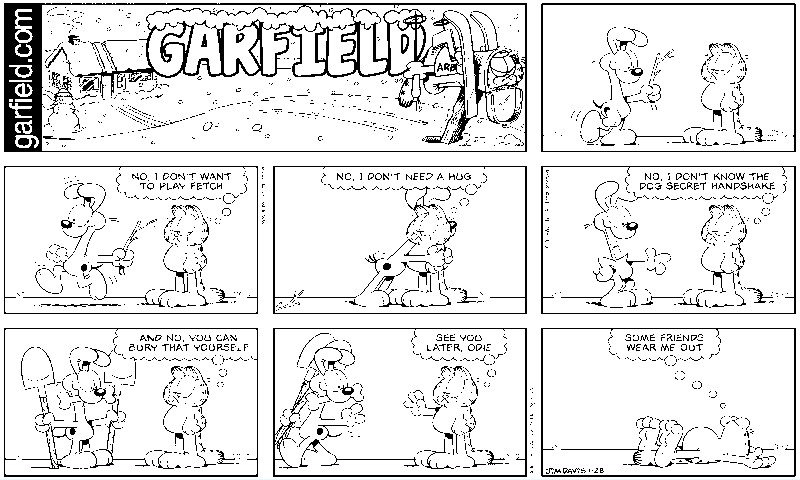 garfield.com
GARFIELD
NO, I DON'T WANT
TO PLAY FETCH
NO, I DON'T NEED A HUG
NO, I DON'T KNOW THE
DOG SECRET HANDSHAKE
AND NO, YOU CAN
BURY THAT YOURSELF
SEE YOU
LATER, ODIE
SOME FRIENDS
WEAR ME OUT
JIM DAVIS 1-28